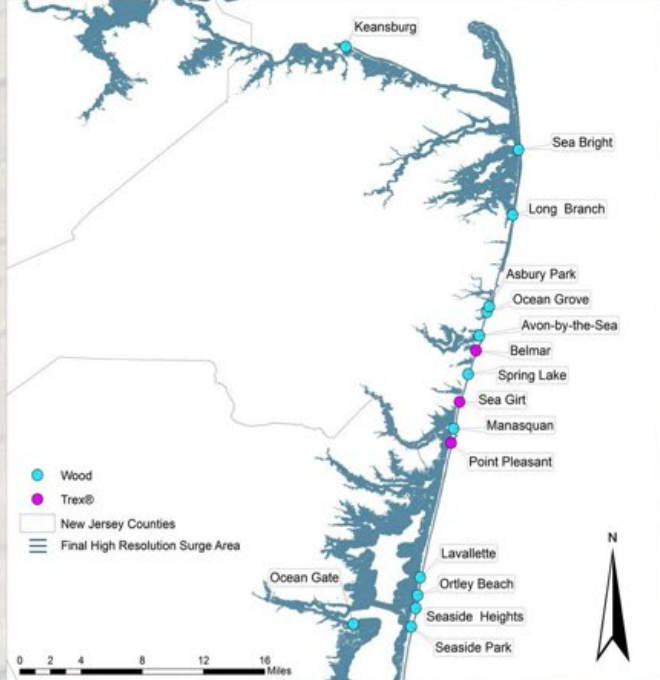 Keansburg
Sea Bright
Long Branch
Asbury Park
Ocean Grove
Avon-by-the-Sea
Belmar
Spring Lake
Sea Girt
Manasquan
Point Pleasant
Wood
Trex®
New Jersey Counties
Final High Resolution Surge Area
N
Lavallette
Ocean Gate
Ortley Beach
Seaside Heights
Seaside Park
0 2 4 8 12 16
Miles